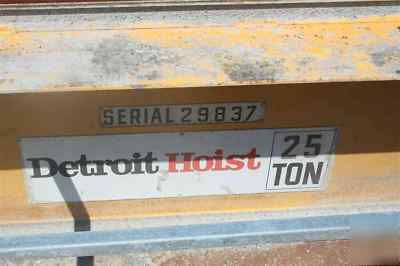 SERIAL 29837
Detroit Hoist 25 TON